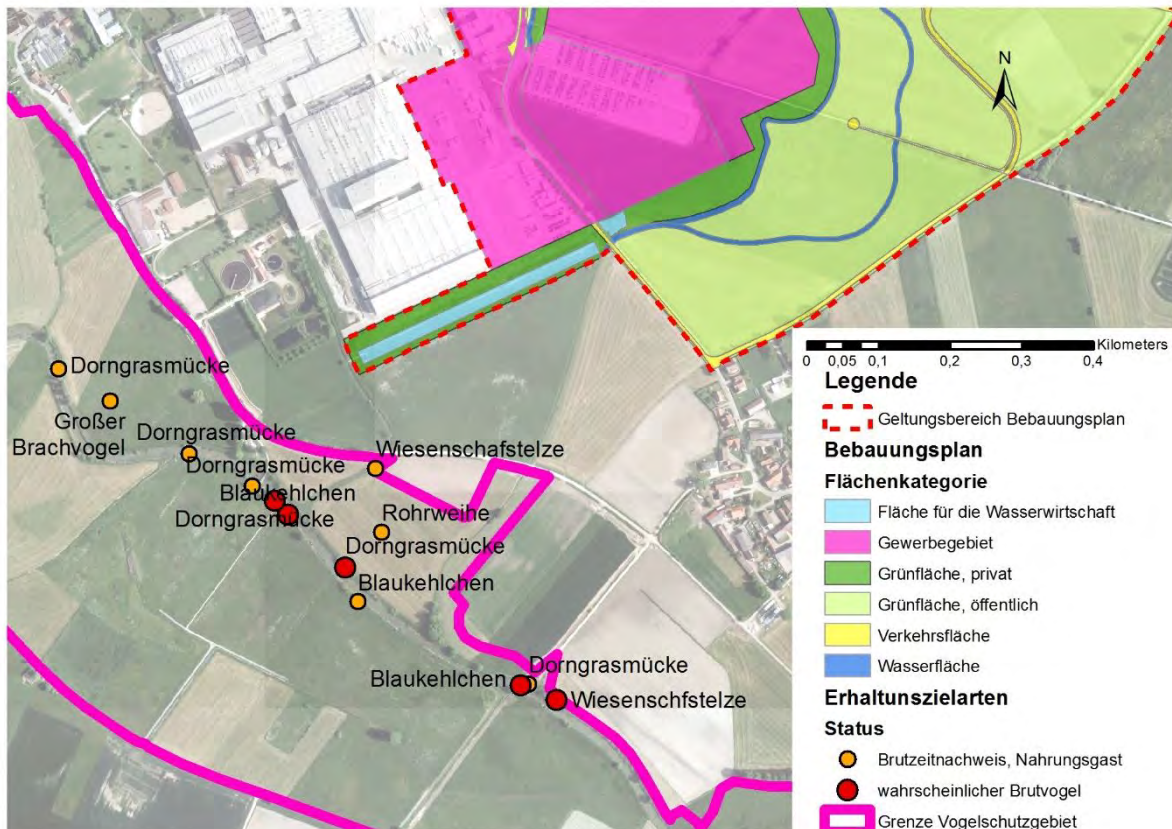 N
Dorngrasmücke
Großer
Brachvogel
Dorngrasmücke
Dorngrasmücke
Blaukehlchen
Dorngrasmücke
Wiesenschafstelze
Rohrweihe
Dorngrasmücke
Blaukehlchen
Dorngrasmücke
Blaukehlchen
Wiesenschfstelze
Kilometers
0 0,05 0,1 0,2 0,3 0,4
Legende
Geltungsbereich Bebauungsplan
Bebauungsplan
Flächenkategorie
Fläche für die Wasserwirtschaft
Gewerbegebiet
Grünfläche, privat
Grünfläche, öffentlich
Verkehrsfläche
Wasserfläche
Erhaltunszielarten
Status
Brutzeitnachweis, Nahrungsgast
wahrscheinlicher Brutvogel
Grenze Vogelschutzgebiet